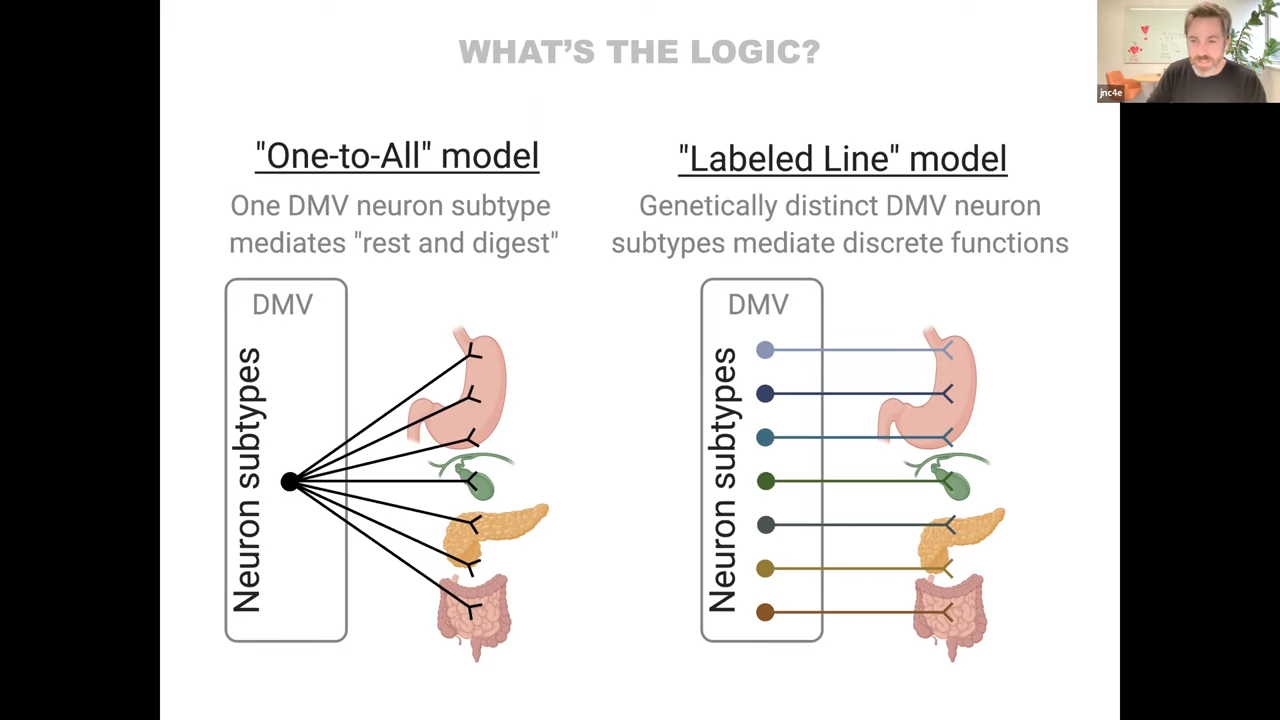 WHAT'S THE LOGIC?
jnc4e
"One-to-All" model
One DMV neuron subtype
mediates "rest and digest"
DMV
Neuron subtypes
"Labeled Line" model
Genetically distinct DMV neuron
subtypes mediate discrete functions
DMV
Neuron subtypes